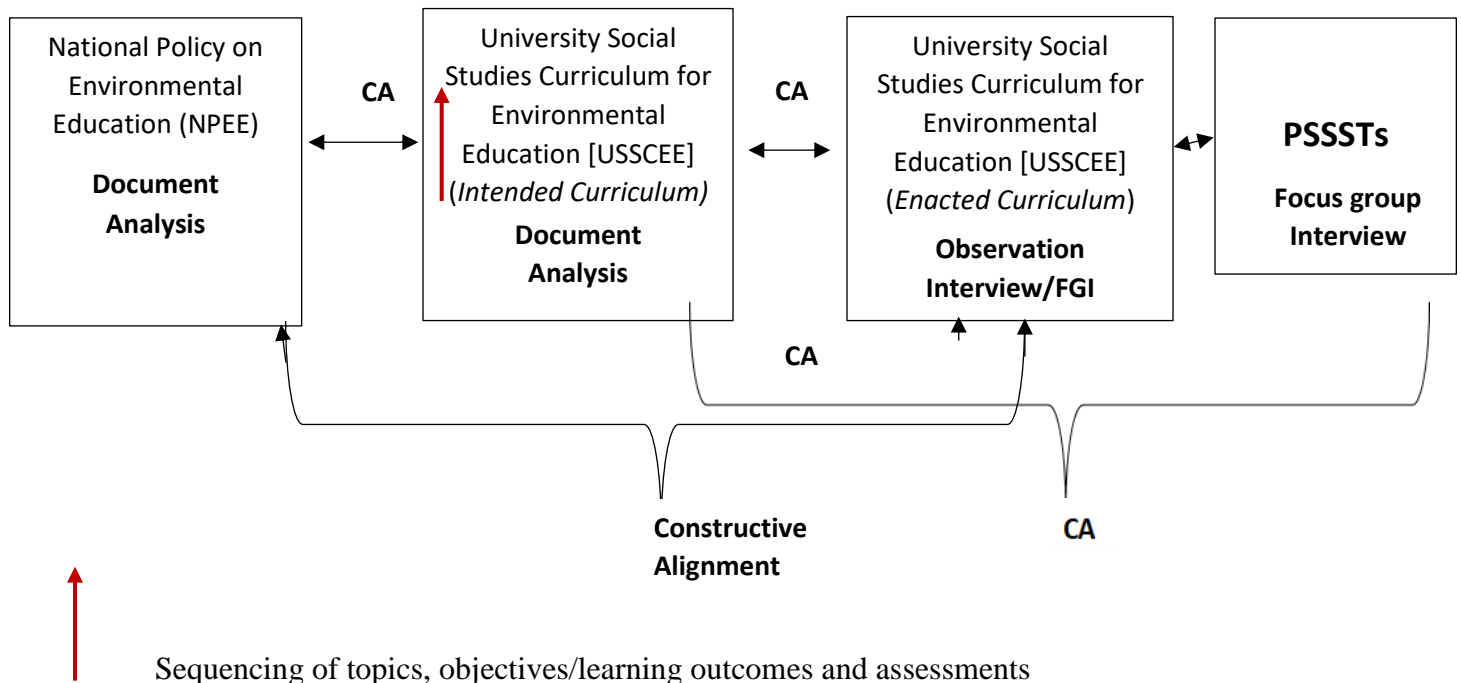 National Policy on
Environmental
Education (NPEE)
Document
Analysis
CA
University Social
Studies Curriculum for
Environmental
Education [USSCEE]
(Intended Curriculum)
Document
Analysis
CA
University Social
Studies Curriculum for
Environmental
Education [USSCEE]
(Enacted Curriculum)
Observation
Interview/FGI
PSSSTs
Focus group
Interview
CA
Constructive
Alignment
CA
Sequencing of topics, objectives/learning outcomes and assessments